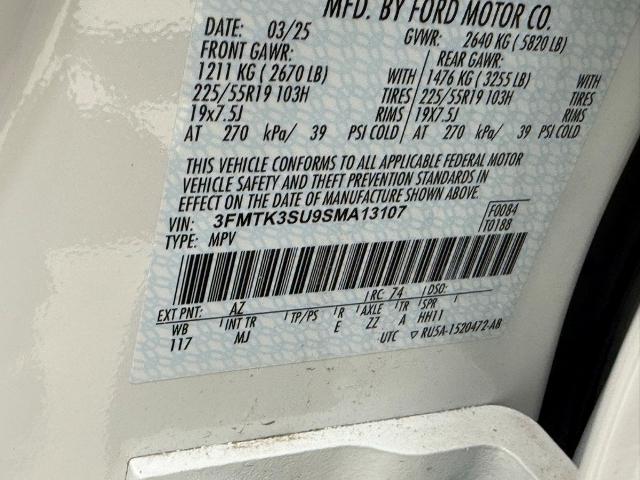 MFD. BY FORD MOTOR CO.
DATE: 03/25 GVWR: 2640 KG ( 5820 LB)
FRONT GAWR: REAR GAWR:
1211 KG ( 2670 LB) WITH 1476 KG ( 3255 LB) WITH
225/55R19 103H TIRES 225/55R19 103H TIRES
19x7.5J RIMS 19x7.5J RIMS
AT 270 kPa/ 39 PSI COLD AT 270 kPa/ 39 PSI COLD
THIS VEHICLE CONFORMS TO ALL APPLICABLE FEDERAL MOTOR
VEHICLE SAFETY AND THEFT PREVENTION STANDARDS IN
EFFECT ON THE DATE OF MANUFACTURE SHOWN ABOVE.
VIN: 3FMTK3SU9SMA13107 F0084
TYPE: MPV T0188
EXT PNT: AZ RC: 74 DSO:
WB INT TR TP/PS R AXLE TR SPR
117 MJ E ZZ A HH11
UTC ▽ RU5A-1520472-AB